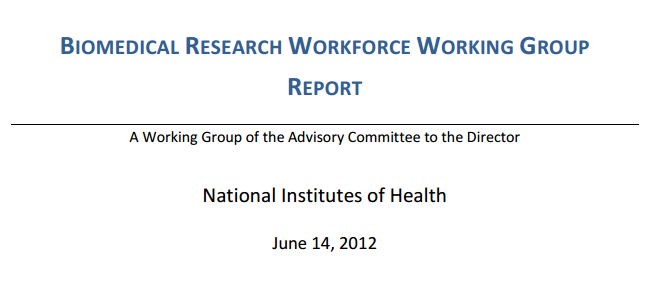 BIOMEDICAL RESEARCH WORKFORCE WORKING GROUP
REPORT
A Working Group of the Advisory Committee to the Director
National Institutes of Health
June 14, 2012